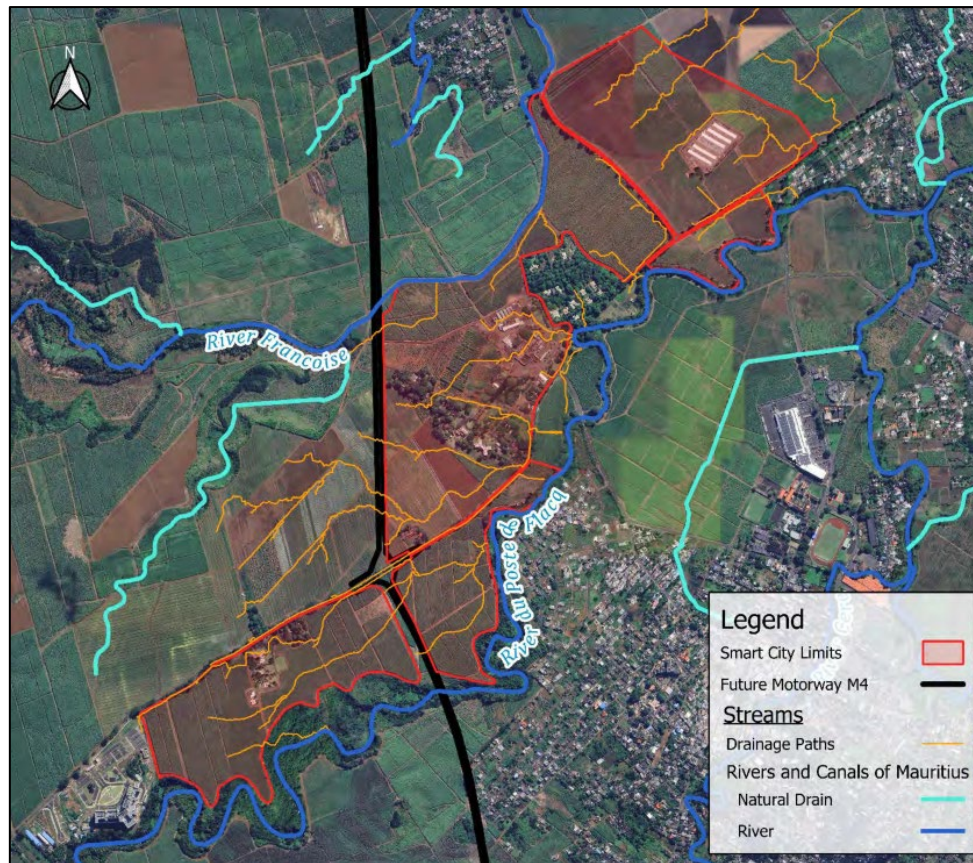 N
River Francoise
River du Poste de
Flacq
Legend
Smart City Limits
Future Motorway M4
Streams
Drainage Paths
Rivers and Canals of Mauritius
Natural Drain
River